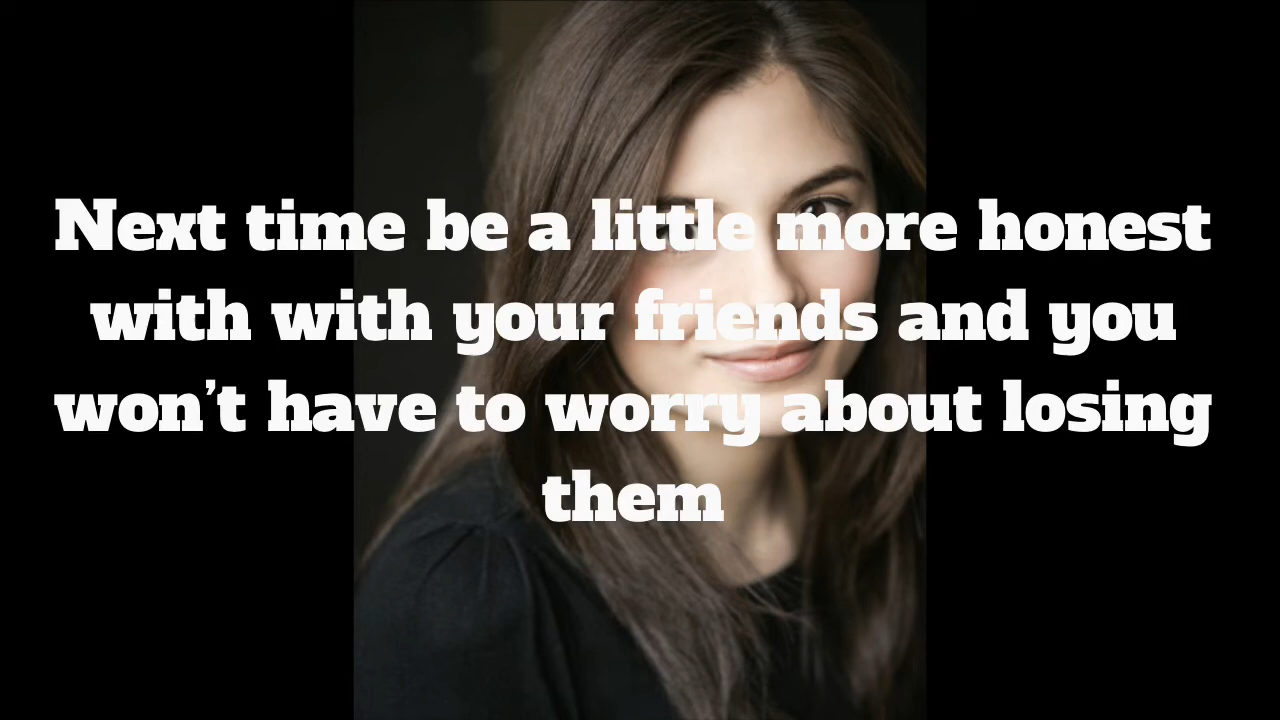 Next time be a little more honest
with with your friends and you
won't have to worry about losing
them